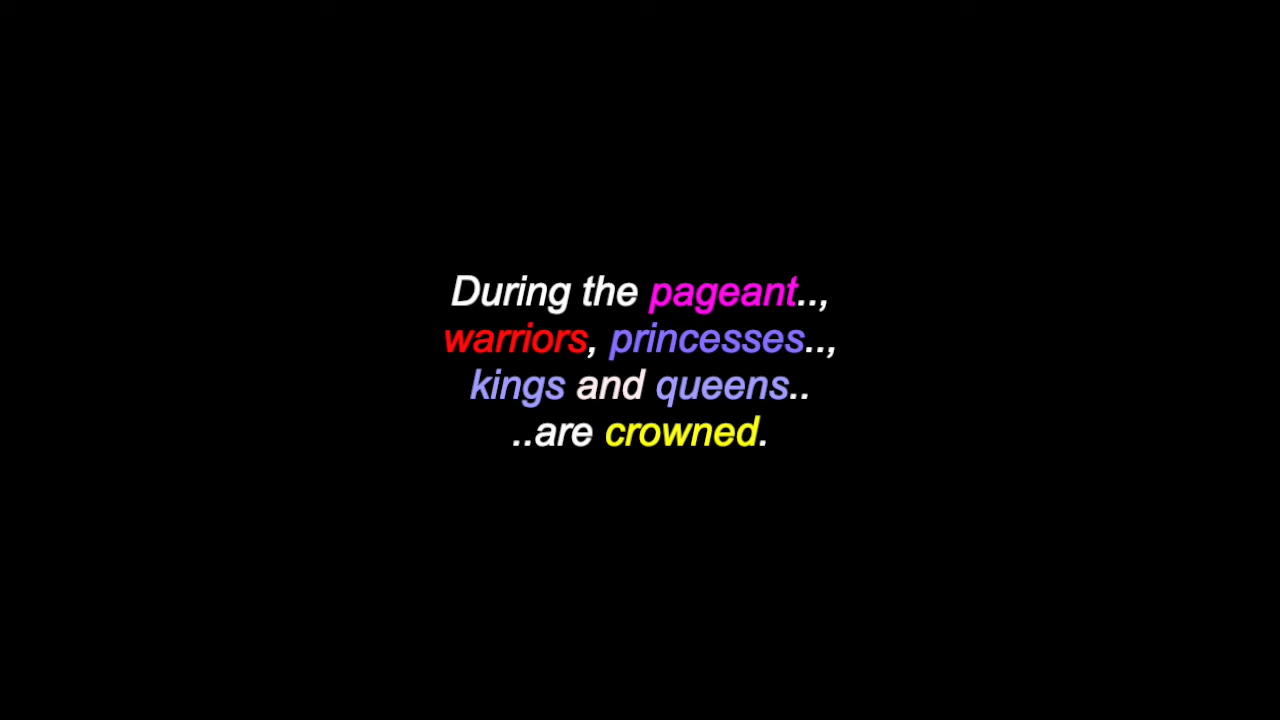 During the pageant..,
warriors, princesses..,
kings and queens..
..are crowned.